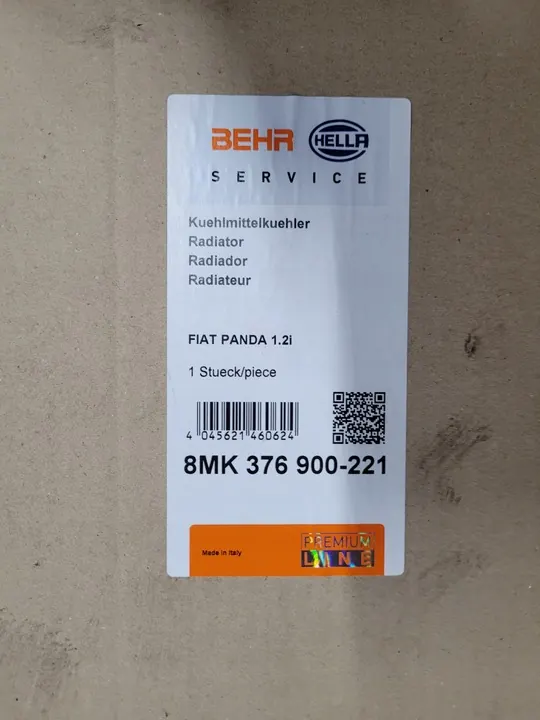 BEHR HELLA
SERVICE
Kuehlmittelkuehler
Radiator
Radiador
Radiateur
FIAT PANDA 1.2i
1 Stueck/piece
4 045621 460624
8MK 376 900-221
Made in Italy
PREMIUM
LINE